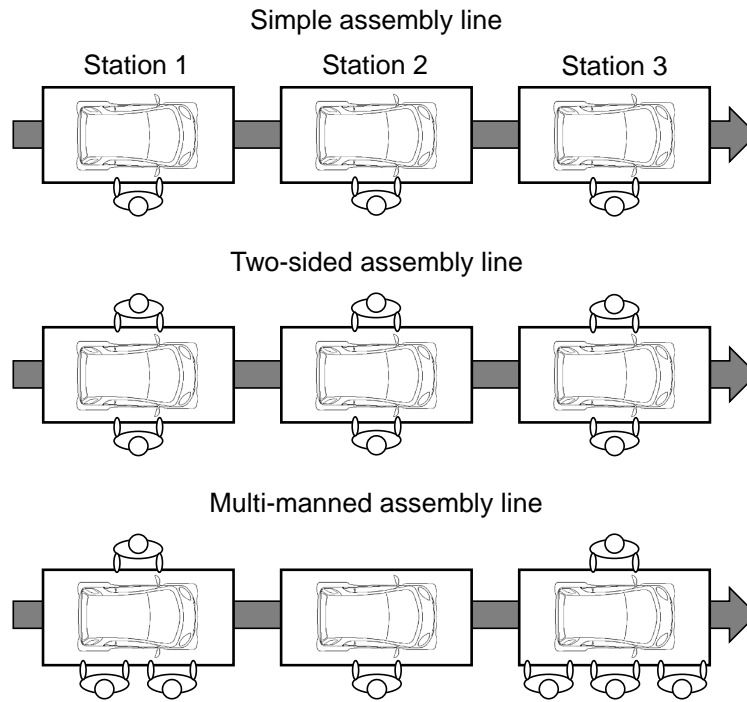 Simple assembly line
Station 1 Station 2 Station 3
Two-sided assembly line
Multi-manned assembly line